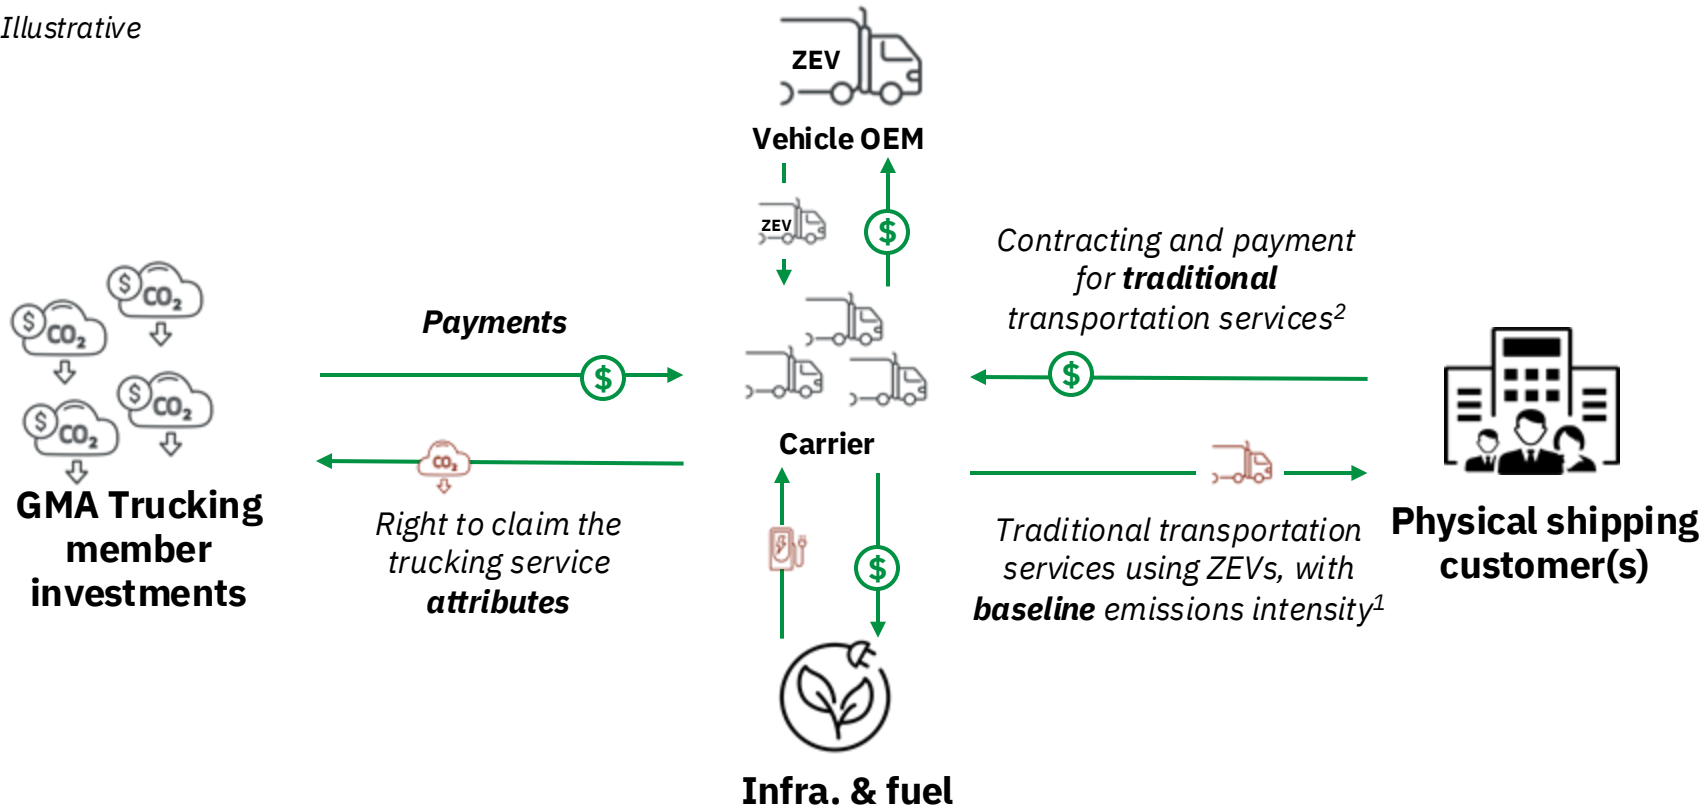 Illustrative
ZEV
Vehicle OEM
ZEV
$
Contracting and payment
for traditional
transportation services²
$
$ CO₂
$ CO₂
$ CO₂
$ CO₂
Payments
$
Carrier
CO₂
GMA Trucking
member
investments
Right to claim the
trucking service
attributes
$
Traditional transportation
services using ZEVs, with
baseline emissions intensity¹
Physical shipping
customer(s)
Infra. & fuel